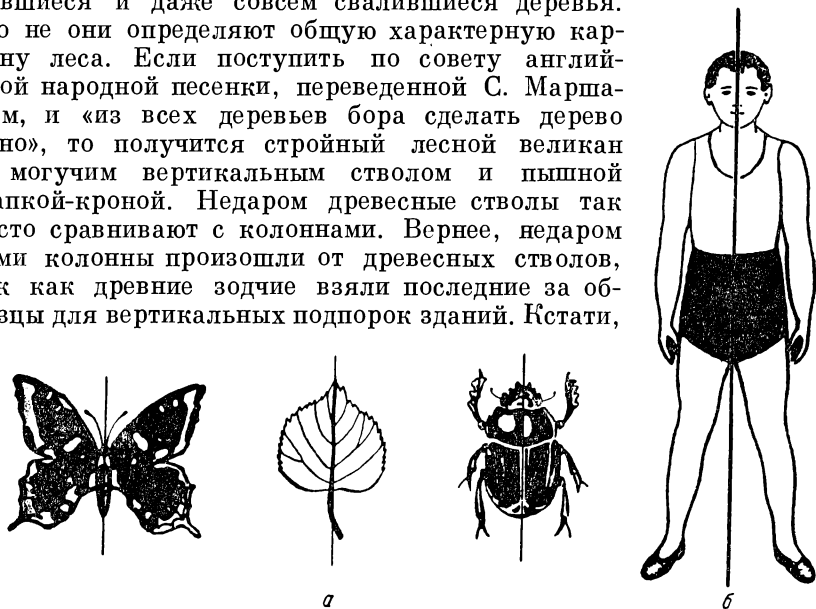 вшиеся и даже совсем свалившиеся деревья.
о не они определяют общую характерную кар-
ну леса. Если поступить по совету англий-
ой народной песенки, переведенной С. Марша-
м, и «из всех деревьев бора сделать дерево
но», то получится стройный лесной великан
могучим вертикальным стволом и пышной
апкой-кроной. Недаром древесные стволы так
сто сравнивают с колоннами. Вернее, недаром
ми колонны произошли от древесных стволов,
к как древние зодчие взяли последние за об-
зцы для вертикальных подпорок зданий. Кстати,
а
б